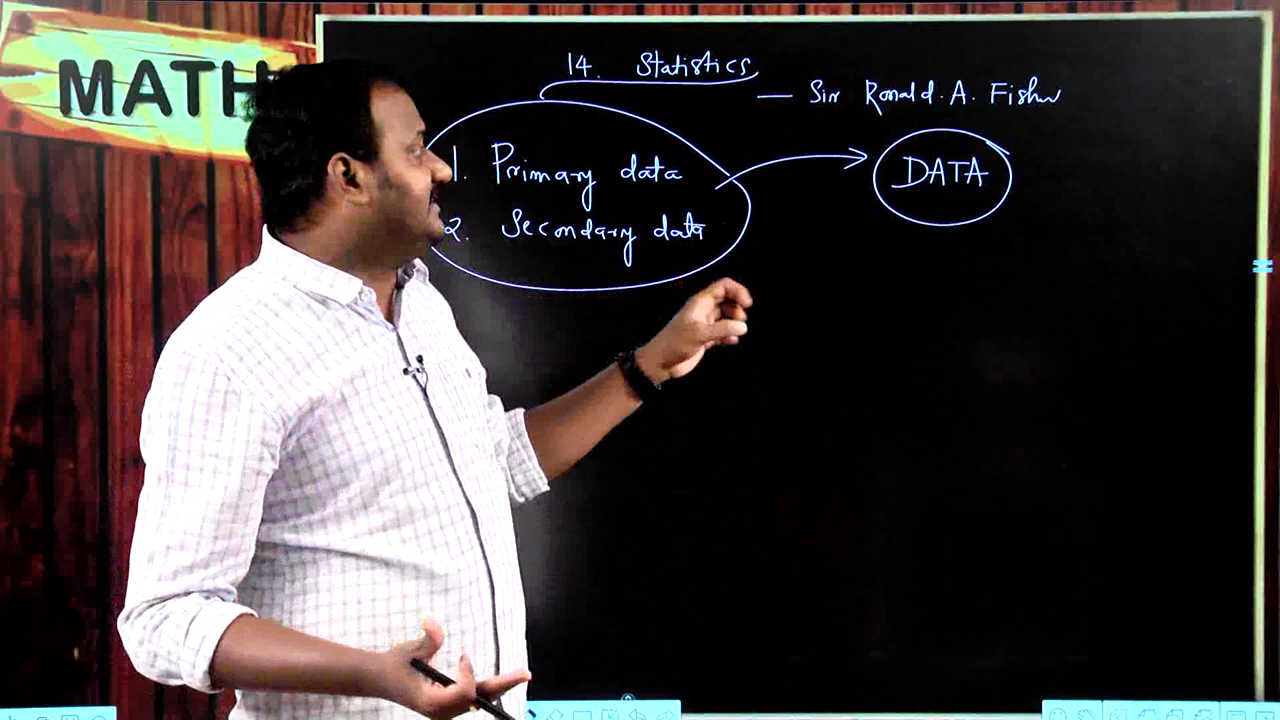 MATH
14. Statistics
— Sir Ronald. A. Fisher
1. Primary data
DATA
2. Secondary data